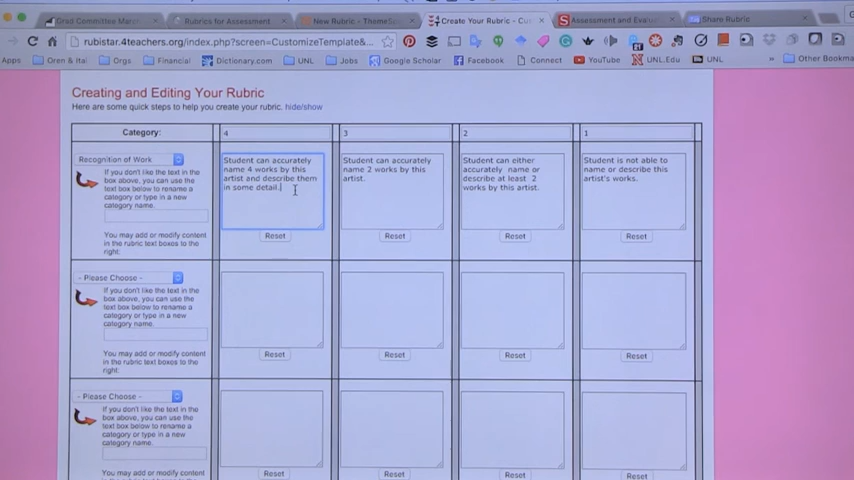 Grad Committee
Rubrics for Assessment
New Rubric - ThemeSpa
Create Your Rubric - Cus
Assessment and Evalua
Share Rubric
rubistar.4teachers.org/index.php?screen=CustomizeTemplate&...
Apps
Oren & Ital
Orgs
Financial
Dictionary.com
UNL
Jobs
Google Scholar
Facebook
Connect
YouTube
UNL.Edu
UNL
»
Other Bookma
Creating and Editing Your Rubric
Here are some quick steps to help you create your rubric. hide/show
Category:
4
3
2
1
Recognition of Work
If you don't like the text in
the box above, you can use the
text box below to rename a
category or type in a new
category name.
You may add or modify content
in the rubric text boxes to the
right:
Student can accurately
name 4 works by this
artist and describe them
in some detail.
Reset
Student can accurately
name 2 works by this
artist.
Reset
Student can either
accurately name or
describe at least 2
works by this artist.
Reset
Student is not able to
name or describe this
artist's works.
Reset
- Please Choose -
If you don't like the text in
the box above, you can use the
text box below to rename a
category or type in a new
category name.
You may add or modify content
in the rubric text boxes to the
right:
Reset
Reset
Reset
Reset
- Please Choose -
If you don't like the text in
the box above, you can use the
text box below to rename a
category or type in a new
category name.
You may add or modify content
in the rubric text boxes to the
Reset
Reset
Reset
Reset